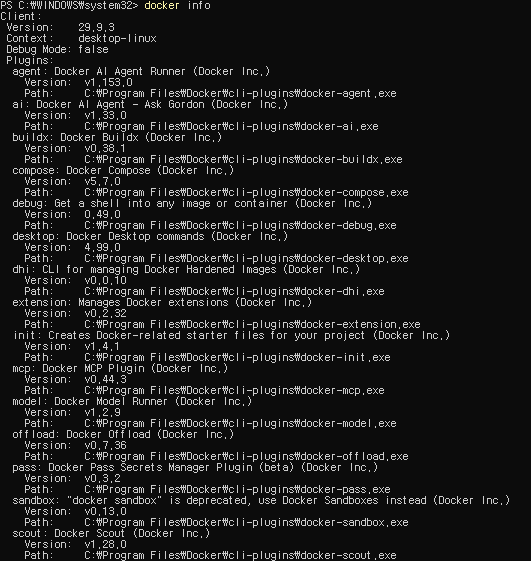 PS C:₩WINDOWS₩system32> docker info
Client:
 Version:    29.9.3
 Context:    desktop-linux
 Debug Mode: false
 Plugins:
  agent: Docker AI Agent Runner (Docker Inc.)
    Version:  v1.153.0
    Path:     C:₩Program Files₩Docker₩cli-plugins₩docker-agent.exe
  ai: Docker AI Agent - Ask Gordon (Docker Inc.)
    Version:  v1.33.0
    Path:     C:₩Program Files₩Docker₩cli-plugins₩docker-ai.exe
  buildx: Docker Buildx (Docker Inc.)
    Version:  v0.38.1
    Path:     C:₩Program Files₩Docker₩cli-plugins₩docker-buildx.exe
  compose: Docker Compose (Docker Inc.)
    Version:  v5.7.0
    Path:     C:₩Program Files₩Docker₩cli-plugins₩docker-compose.exe
  debug: Get a shell into any image or container (Docker Inc.)
    Version:  0.49.0
    Path:     C:₩Program Files₩Docker₩cli-plugins₩docker-debug.exe
  desktop: Docker Desktop commands (Docker Inc.)
    Version:  4.99.0
    Path:     C:₩Program Files₩Docker₩cli-plugins₩docker-desktop.exe
  dhi: CLI for managing Docker Hardened Images (Docker Inc.)
    Version:  v0.0.10
    Path:     C:₩Program Files₩Docker₩cli-plugins₩docker-dhi.exe
  extension: Manages Docker extensions (Docker Inc.)
    Version:  v0.2.32
    Path:     C:₩Program Files₩Docker₩cli-plugins₩docker-extension.exe
  init: Creates Docker-related starter files for your project (Docker Inc.)
    Version:  v1.4.1
    Path:     C:₩Program Files₩Docker₩cli-plugins₩docker-init.exe
  mcp: Docker MCP Plugin (Docker Inc.)
    Version:  v0.44.3
    Path:     C:₩Program Files₩Docker₩cli-plugins₩docker-mcp.exe
  model: Docker Model Runner (Docker Inc.)
    Version:  v1.2.9
    Path:     C:₩Program Files₩Docker₩cli-plugins₩docker-model.exe
  offload: Docker Offload (Docker Inc.)
    Version:  v0.7.36
    Path:     C:₩Program Files₩Docker₩cli-plugins₩docker-offload.exe
  pass: Docker Pass Secrets Manager Plugin (beta) (Docker Inc.)
    Version:  v0.3.2
    Path:     C:₩Program Files₩Docker₩cli-plugins₩docker-pass.exe
  sandbox: "docker sandbox" is deprecated, use Docker Sandboxes instead (Docker Inc.)
    Version:  v0.13.0
    Path:     C:₩Program Files₩Docker₩cli-plugins₩docker-sandbox.exe
  scout: Docker Scout (Docker Inc.)
    Version:  v1.28.0
    Path:     C:₩Program Files₩Docker₩cli-plugins₩docker-scout.exe